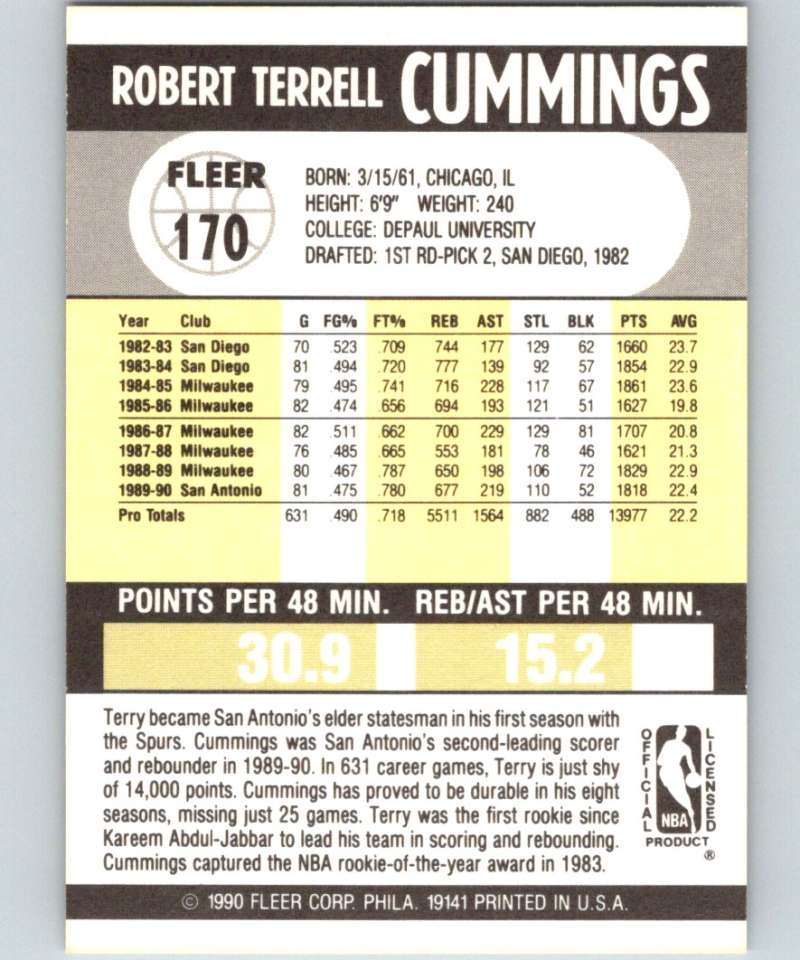 ROBERT TERRELL CUMMINGS
FLEER
170
BORN: 3/15/61, CHICAGO, IL
HEIGHT: 6'9" WEIGHT: 240
COLLEGE: DEPAUL UNIVERSITY
DRAFTED: 1ST RD-PICK 2, SAN DIEGO, 1982
Year Club G FG% FT% REB AST STL BLK PTS AVG
1982-83 San Diego 70 .523 .709 744 177 129 62 1660 23.7
1983-84 San Diego 81 .494 .720 777 139 92 57 1854 22.9
1984-85 Milwaukee 79 .495 .741 716 228 117 67 1861 23.6
1985-86 Milwaukee 82 .474 .656 694 193 121 51 1627 19.8
1986-87 Milwaukee 82 .511 .662 700 229 129 81 1707 20.8
1987-88 Milwaukee 76 .485 .665 553 181 78 46 1621 21.3
1988-89 Milwaukee 80 .467 .787 650 198 106 72 1829 22.9
1989-90 San Antonio 81 .475 .780 677 219 110 52 1818 22.4
Pro Totals 631 .490 .718 5511 1564 882 488 13977 22.2
POINTS PER 48 MIN. REB/AST PER 48 MIN.
30.9 15.2
Terry became San Antonio's elder statesman in his first season with
the Spurs. Cummings was San Antonio's second-leading scorer
and rebounder in 1989-90. In 631 career games, Terry is just shy
of 14,000 points. Cummings has proved to be durable in his eight
seasons, missing just 25 games. Terry was the first rookie since
Kareem Abdul-Jabbar to lead his team in scoring and rebounding.
Cummings captured the NBA rookie-of-the-year award in 1983.
OFFICIAL
LICENSED
NBA
PRODUCT
®
© 1990 FLEER CORP. PHILA. 19141 PRINTED IN U.S.A.